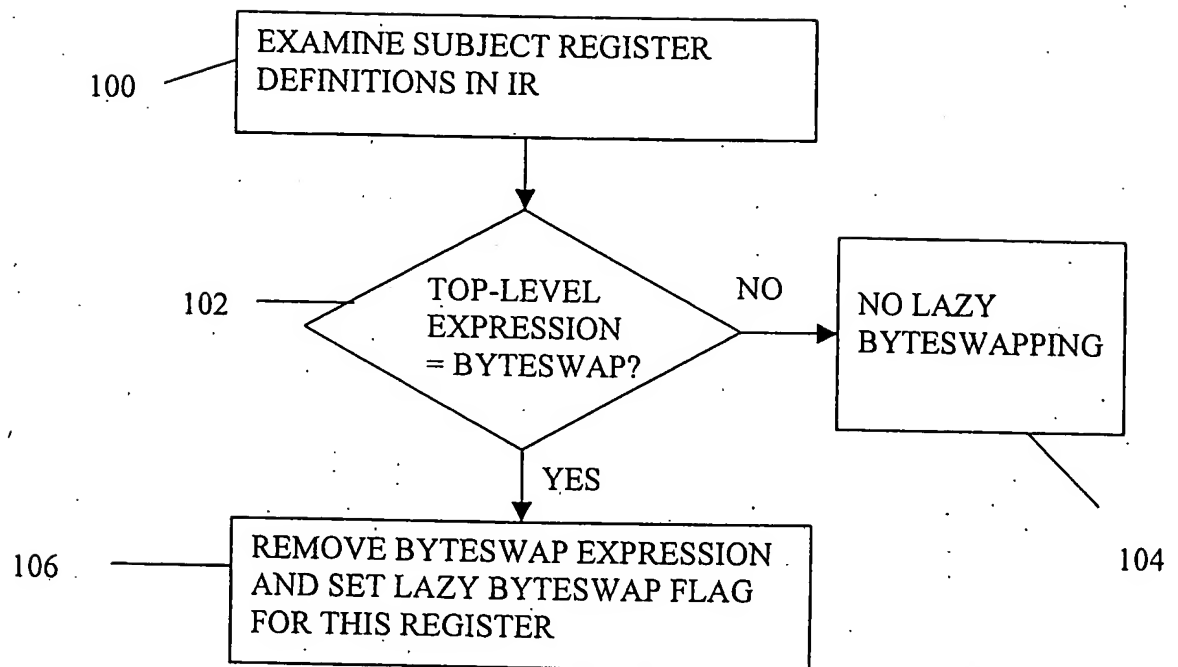 EXAMINE SUBJECT REGISTER
DEFINITIONS IN IR
100
102
TOP-LEVEL
EXPRESSION
= BYTESWAP?
NO
NO LAZY
BYTESWAPPING
YES
104
106
REMOVE BYTESWAP EXPRESSION
AND SET LAZY BYTESWAP FLAG
FOR THIS REGISTER